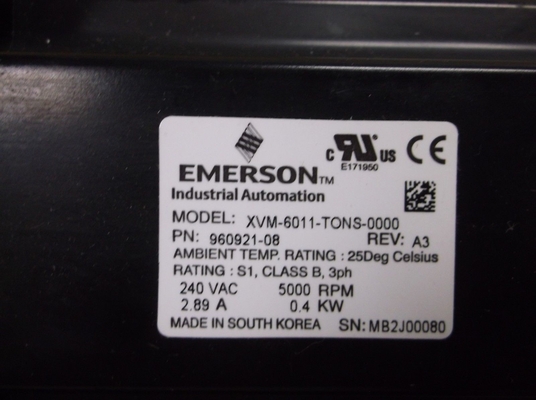 EMERSON™
Industrial Automation
c RU US CE
E171950
MODEL: XVM-6011-TONS-0000
PN: 960921-08 REV: A3
AMBIENT TEMP. RATING : 25Deg Celsius
RATING : S1, CLASS B, 3ph
240 VAC 5000 RPM
2.89 A 0.4 KW
MADE IN SOUTH KOREA SN: MB2J00080